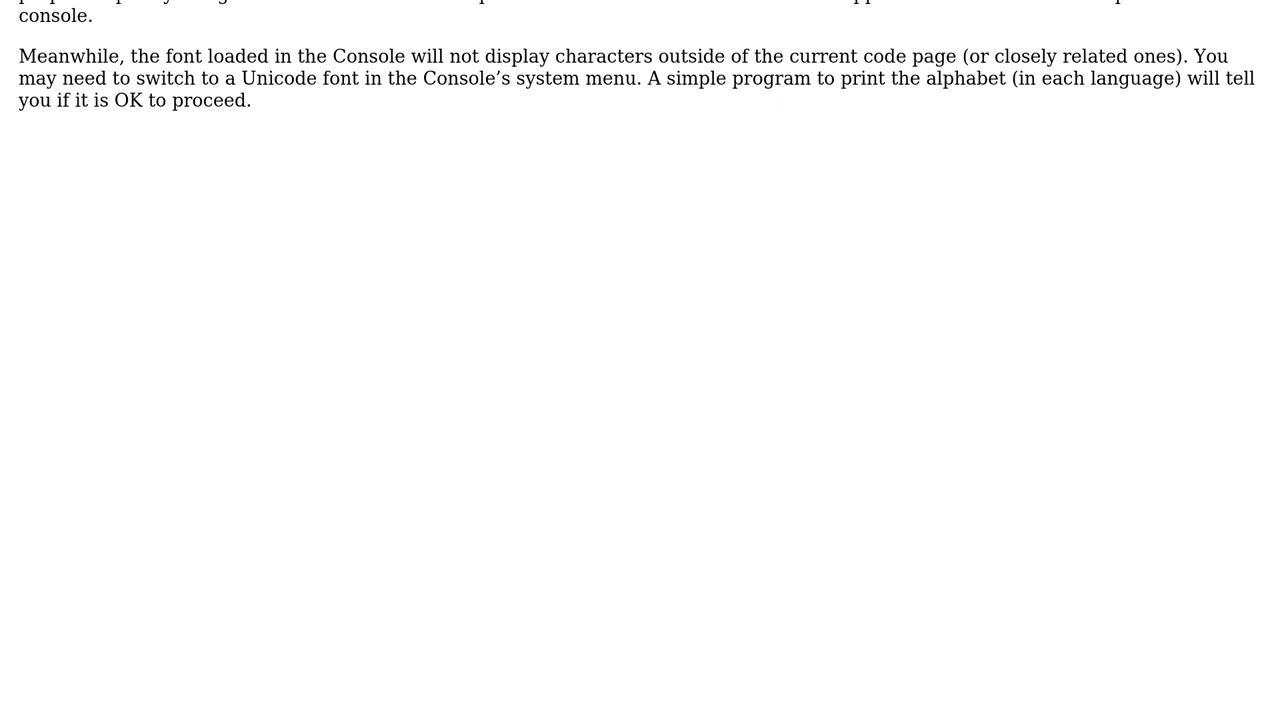 console.
Meanwhile, the font loaded in the Console will not display characters outside of the current code page (or closely related ones). You
may need to switch to a Unicode font in the Console’s system menu. A simple program to print the alphabet (in each language) will tell
you if it is OK to proceed.